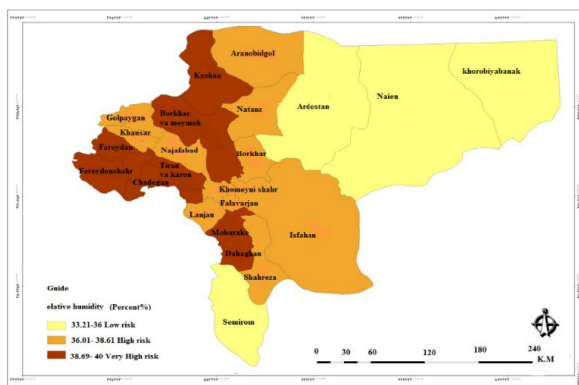 Aranobidgol
Kashan
khorobiyabanak
Naien
Ardestan
Natanz
Borkhar
va meymeh
Golpaygan
Khansar
Fareydan
Najafabad
Borkhar
Tiran
va karon
Fereydonshahr
Chadegan
Khomeyni shahr
Falavarjan
Lanjan
Mobarake
Isfahan
Dahaghan
Shahreza
Semirom
Guide
elative humidity (Percent%)
33.21-36 Low risk
36.01- 38.61 High risk
38.69- 40 Very High risk
0 30 60 120 180 240
K.M